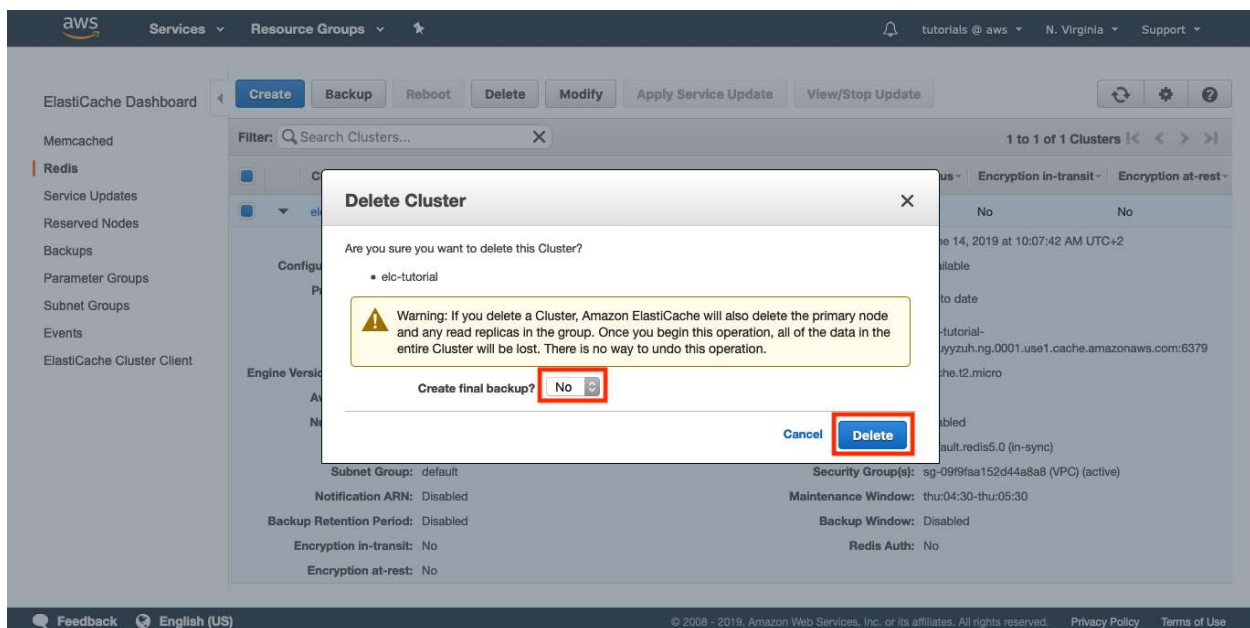 aws Services Resource Groups tutorials @ aws N. Virginia Support
ElastiCache Dashboard
Memcached
Redis
Service Updates
Reserved Nodes
Backups
Parameter Groups
Subnet Groups
Events
ElastiCache Cluster Client
Create Backup Reboot Delete Modify Apply Service Update View/Stop Update
Filter: Search Clusters... 1 to 1 of 1 Clusters
Encryption in-transit Encryption at-rest
No No
Delete Cluster
Are you sure you want to delete this Cluster?
• elc-tutorial
Warning: If you delete a Cluster, Amazon ElastiCache will also delete the primary node
and any read replicas in the group. Once you begin this operation, all of the data in the
entire Cluster will be lost. There is no way to undo this operation.
Create final backup? No
Cancel Delete
14, 2019 at 10:07:42 AM UTC+2
to date
-tutorial-
uyyzuh.ng.0001.use1.cache.amazonaws.com:6379
he.t2.micro
ault.redis5.0 (in-sync)
Subnet Group: default Security Group(s): sg-09f9faa152d44a8a8 (VPC) (active)
Notification ARN: Disabled Maintenance Window: thu:04:30-thu:05:30
Backup Retention Period: Disabled Backup Window: Disabled
Encryption in-transit: No Redis Auth: No
Encryption at-rest: No
Feedback English (US) © 2008 - 2019, Amazon Web Services, Inc. or its affiliates. All rights reserved. Privacy Policy Terms of Use